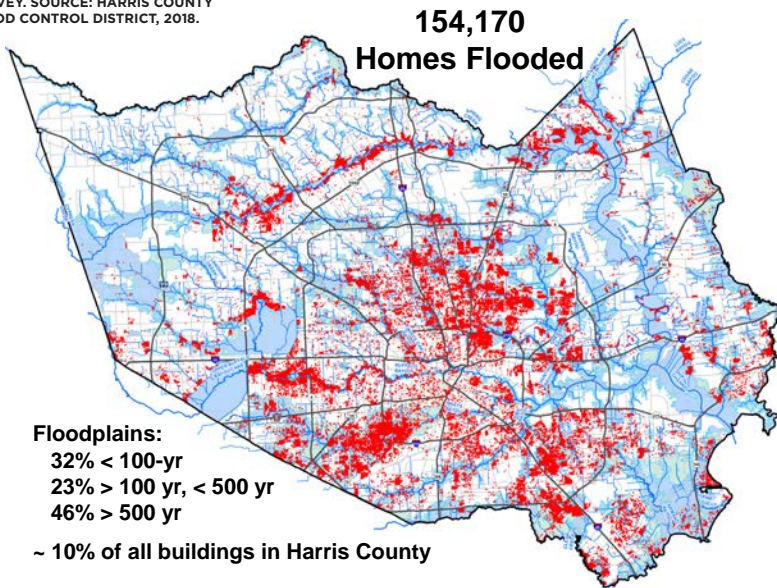 VEY. SOURCE: HARRIS COUNTY
OD CONTROL DISTRICT, 2018.
154,170
Homes Flooded
Floodplains:
32% < 100-yr
23% > 100 yr, < 500 yr
46% > 500 yr
~ 10% of all buildings in Harris County